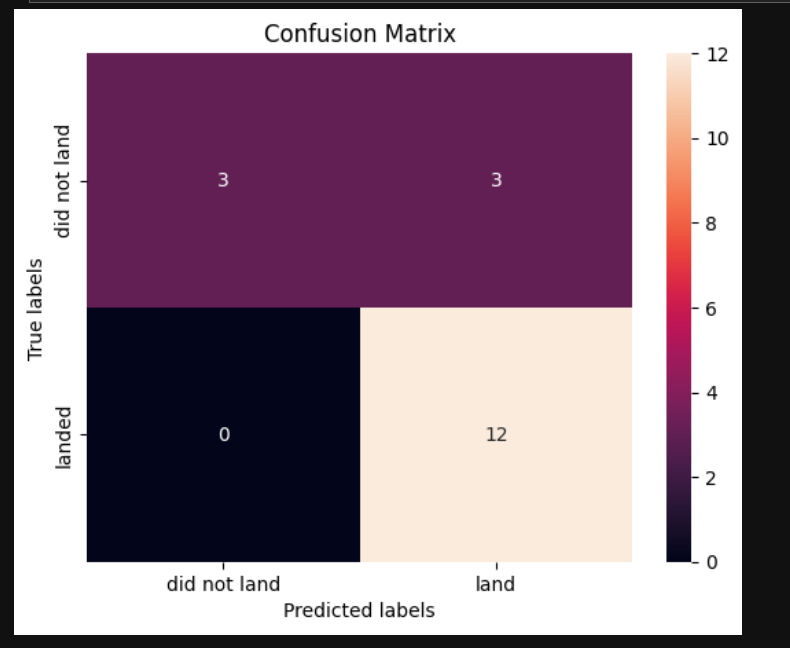 Confusion Matrix
did not land
landed
True labels
3
3
0
12
did not land
land
Predicted labels
12
10
8
6
4
2
0